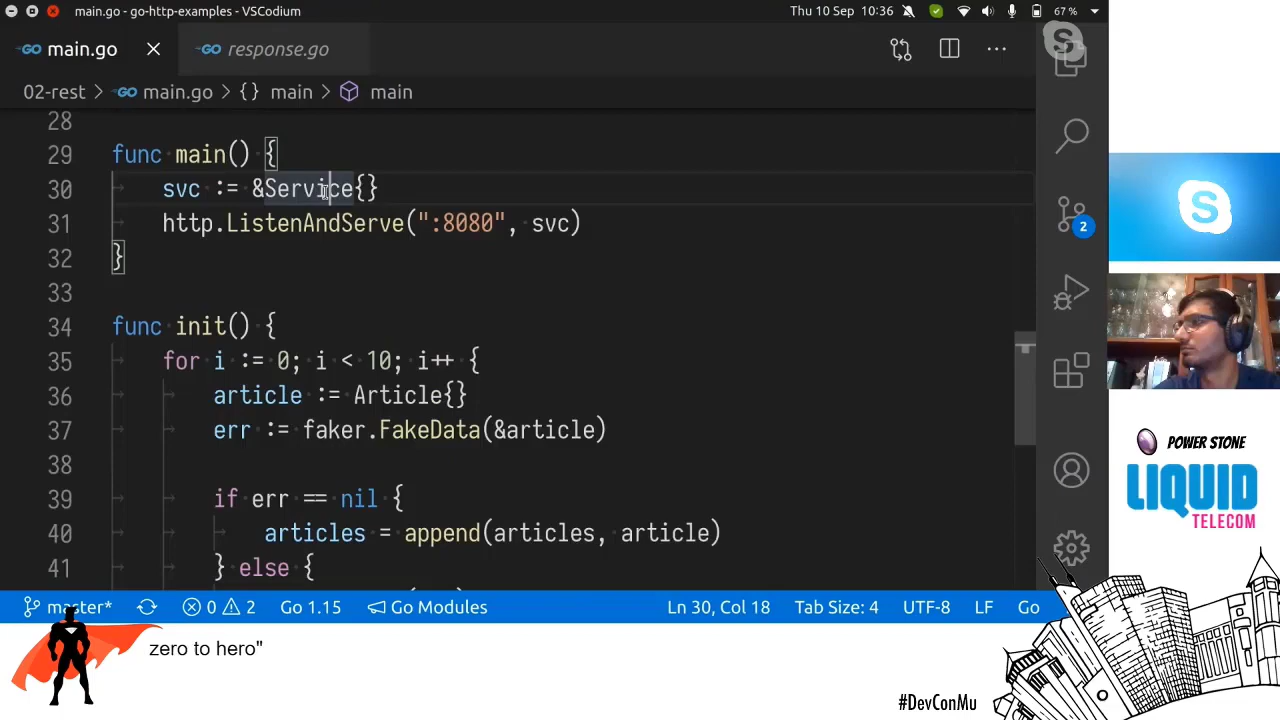 main.go - go-http-examples - VSCodium
Thu 10 Sep 10:36
67 %
main.go
response.go
02-rest > main.go > {} main > main
28
29 func main() {
30 svc := &Service{}
31 http.ListenAndServe(":8080", svc)
32 }
33
34 func init() {
35 for i := 0; i < 10; i++ {
36 article := Article{}
37 err := faker.FakeData(&article)
38
39 if err == nil {
40 articles = append(articles, article)
41 } else {
2
S
S
POWER STONE
LIQUID
TELECOM
master* 0 2 Go 1.15 Go Modules Ln 30, Col 18 Tab Size: 4 UTF-8 LF Go
zero to hero"
#DevConMu